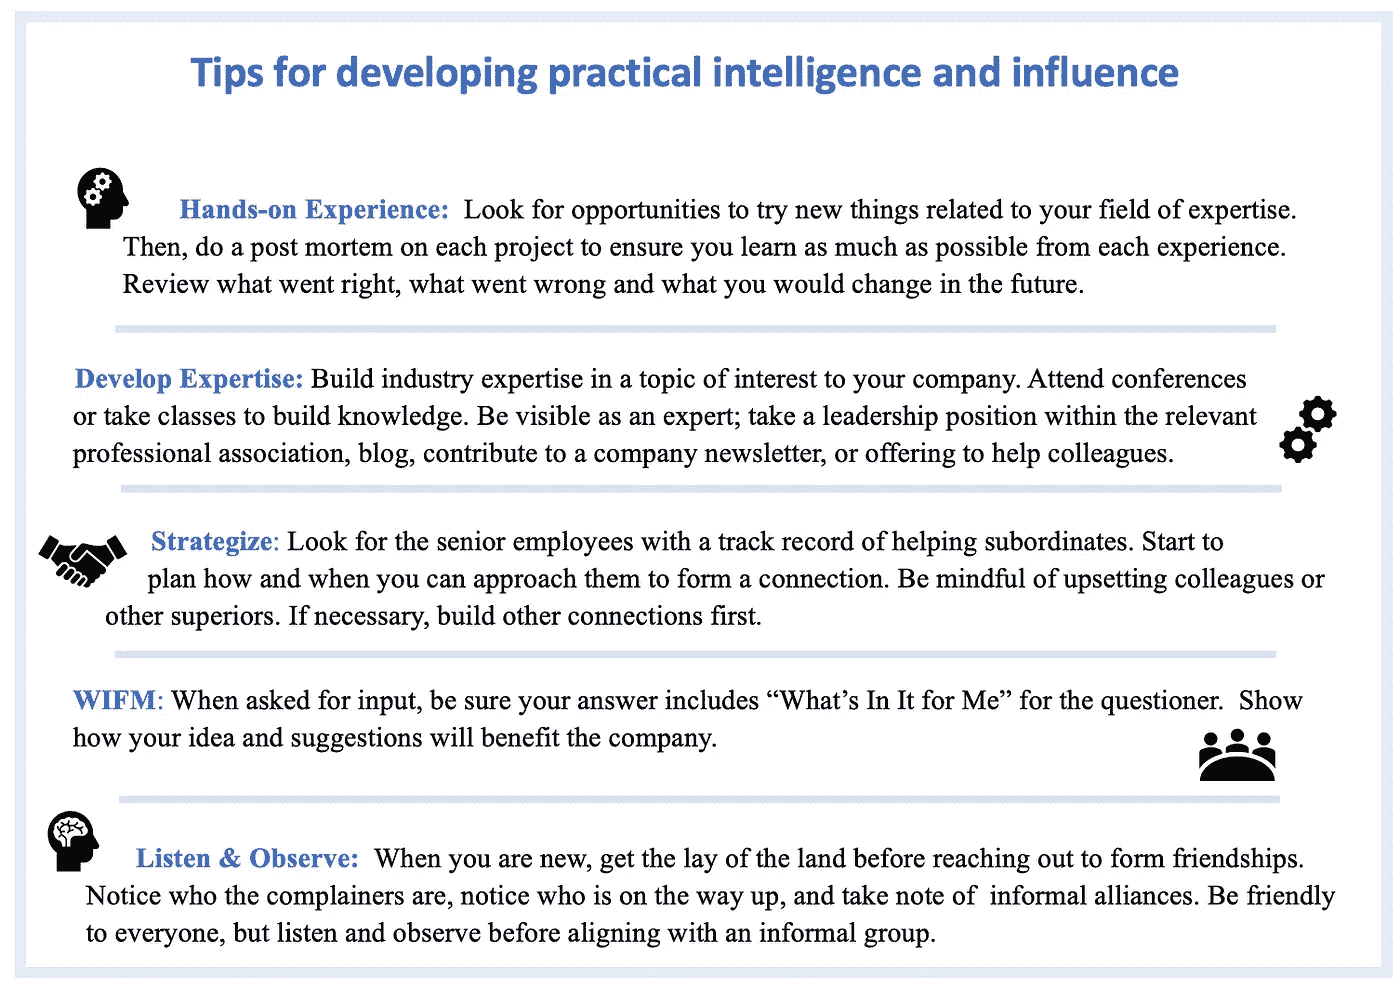 Tips for developing practical intelligence and influence
Hands-on Experience: Look for opportunities to try new things related to your field of expertise.
Then, do a post mortem on each project to ensure you learn as much as possible from each experience.
Review what went right, what went wrong and what you would change in the future.
Develop Expertise: Build industry expertise in a topic of interest to your company. Attend conferences
or take classes to build knowledge. Be visible as an expert; take a leadership position within the relevant
professional association, blog, contribute to a company newsletter, or offering to help colleagues.
Strategize: Look for the senior employees with a track record of helping subordinates. Start to
plan how and when you can approach them to form a connection. Be mindful of upsetting colleagues or
other superiors. If necessary, build other connections first.
WIFM: When asked for input, be sure your answer includes “What’s In It for Me” for the questioner. Show
how your idea and suggestions will benefit the company.
Listen & Observe: When you are new, get the lay of the land before reaching out to form friendships.
Notice who the complainers are, notice who is on the way up, and take note of informal alliances. Be friendly
to everyone, but listen and observe before aligning with an informal group.